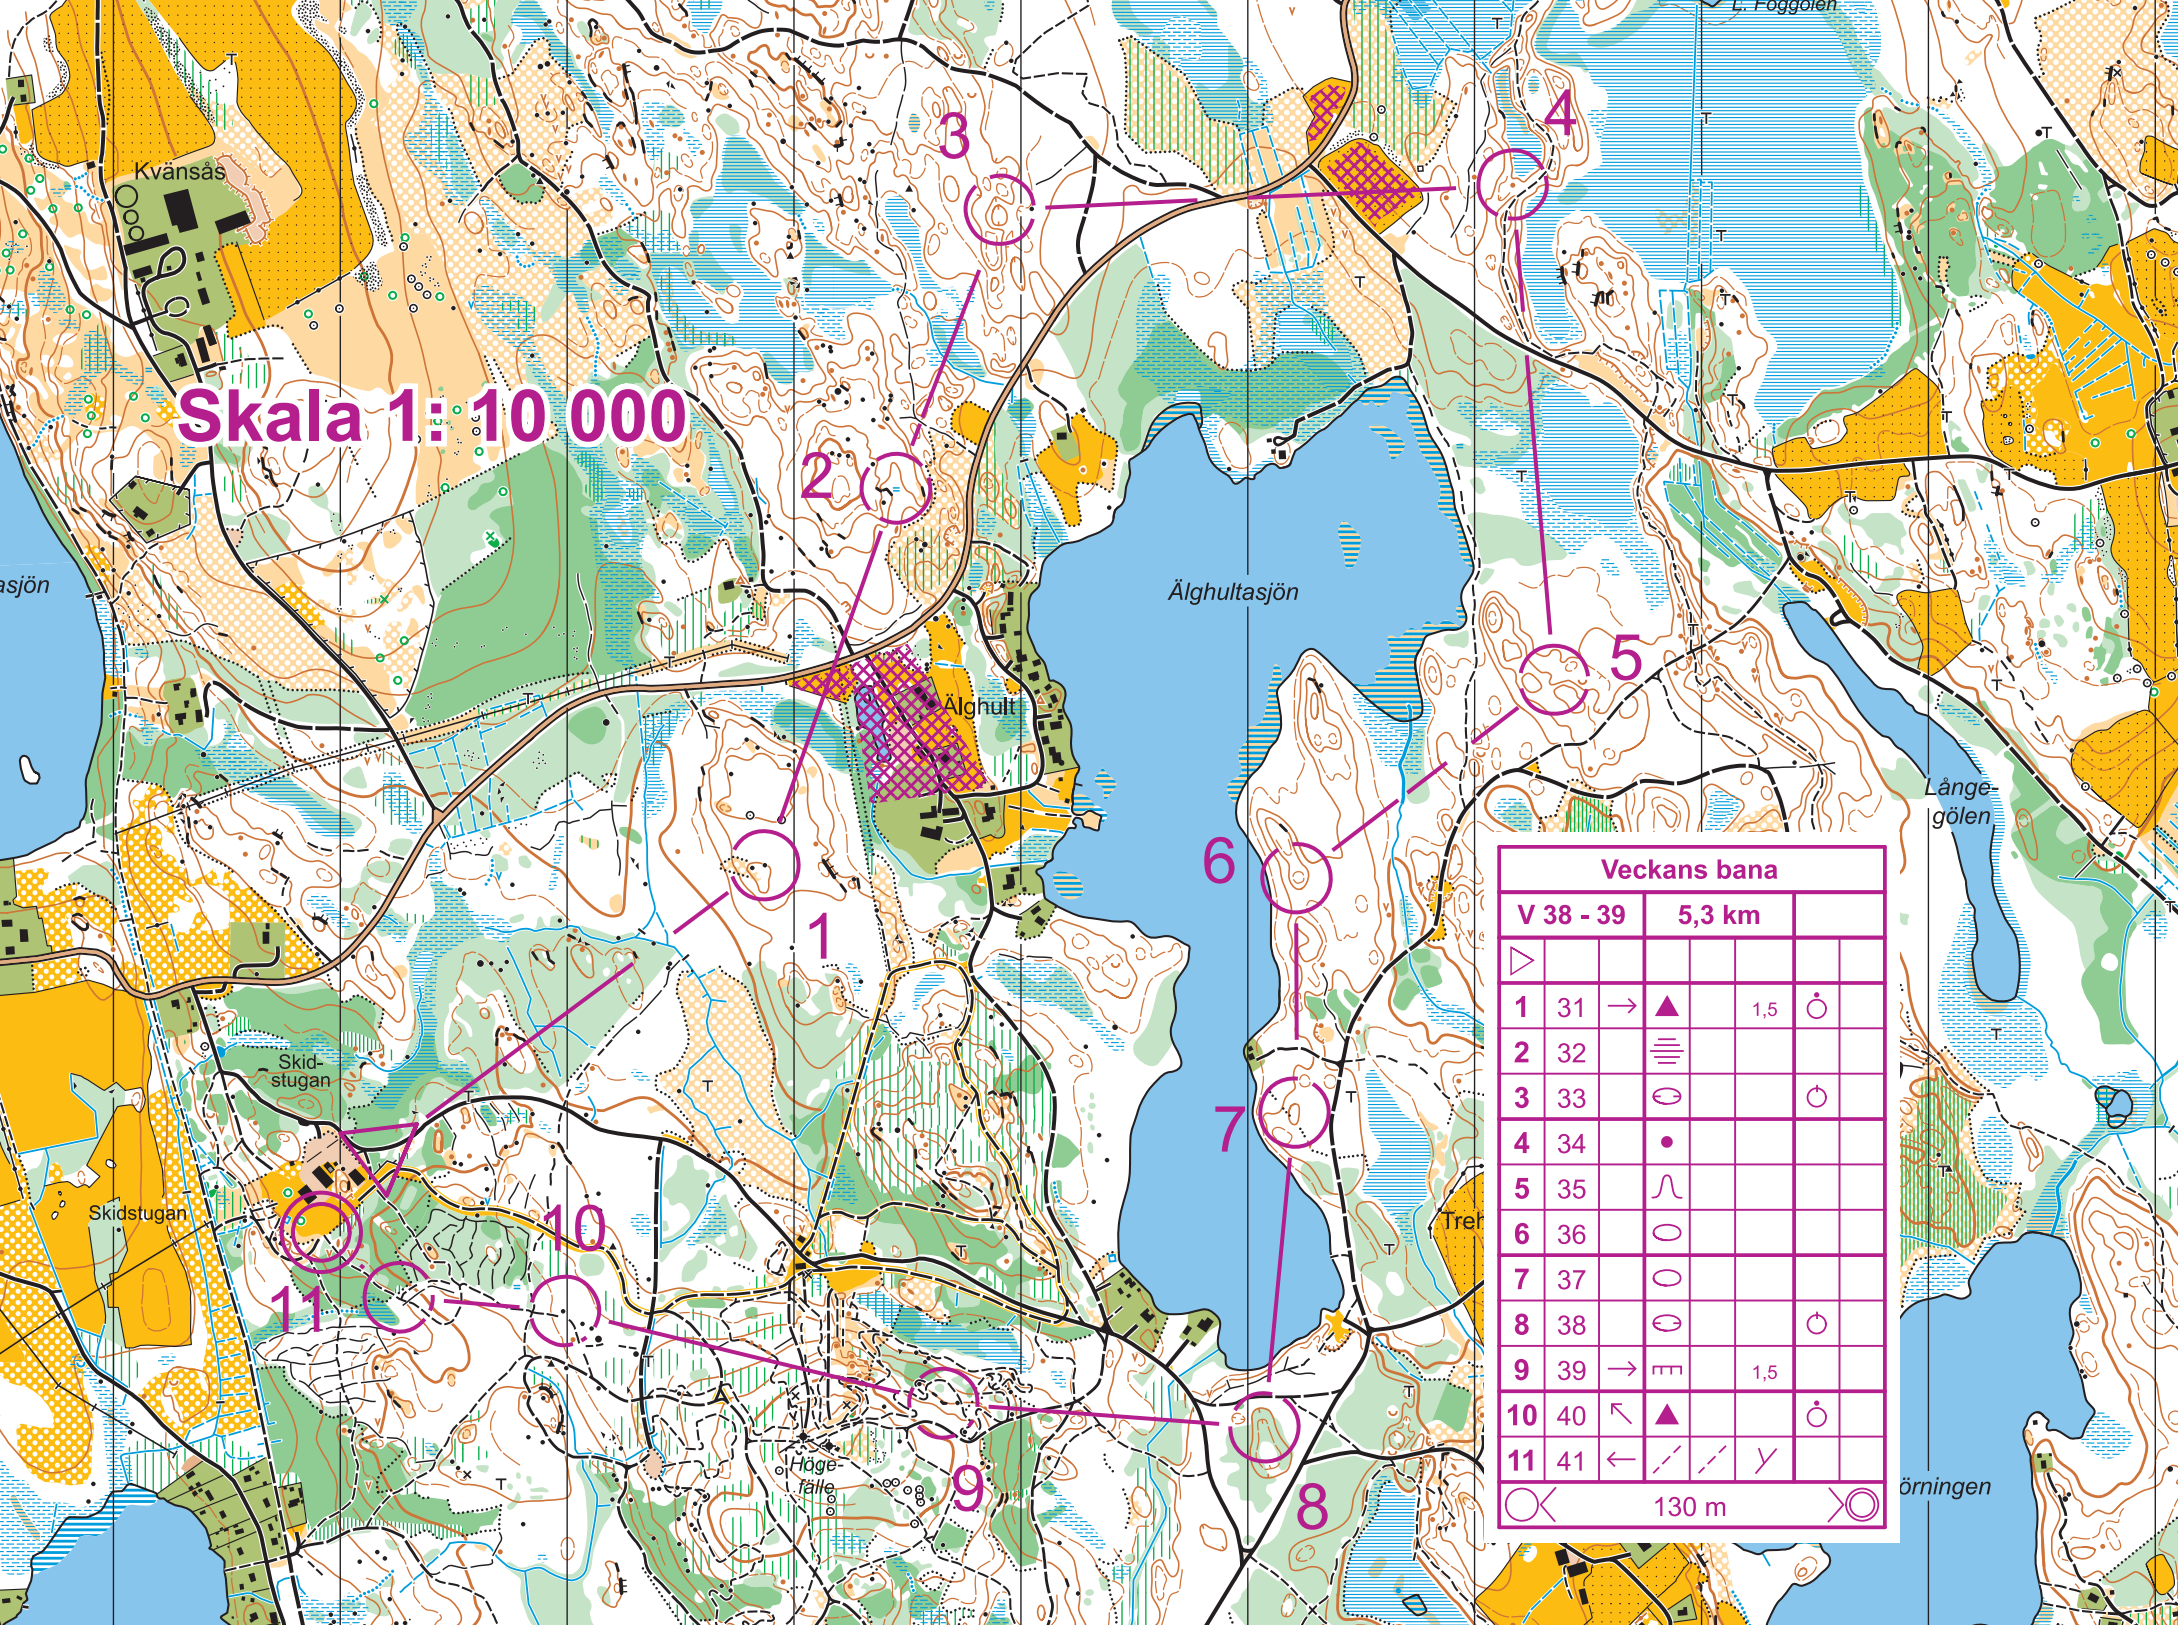 L. Föggölen
Kvänsås
3
4
Skala 1: 10 000
2
asjön
Älghultasjön
5
Älghult
Långe-
gölen
6
1
Skid-
stugan
7
Skidstugan
10
Treh
11
Höge-
fälle
9
8
örningen
Veckans bana
V 38 - 39 5,3 km
1 31 1,5
2 32
3 33
4 34
5 35
6 36
7 37
8 38
9 39 1,5
10 40
11 41
130 m